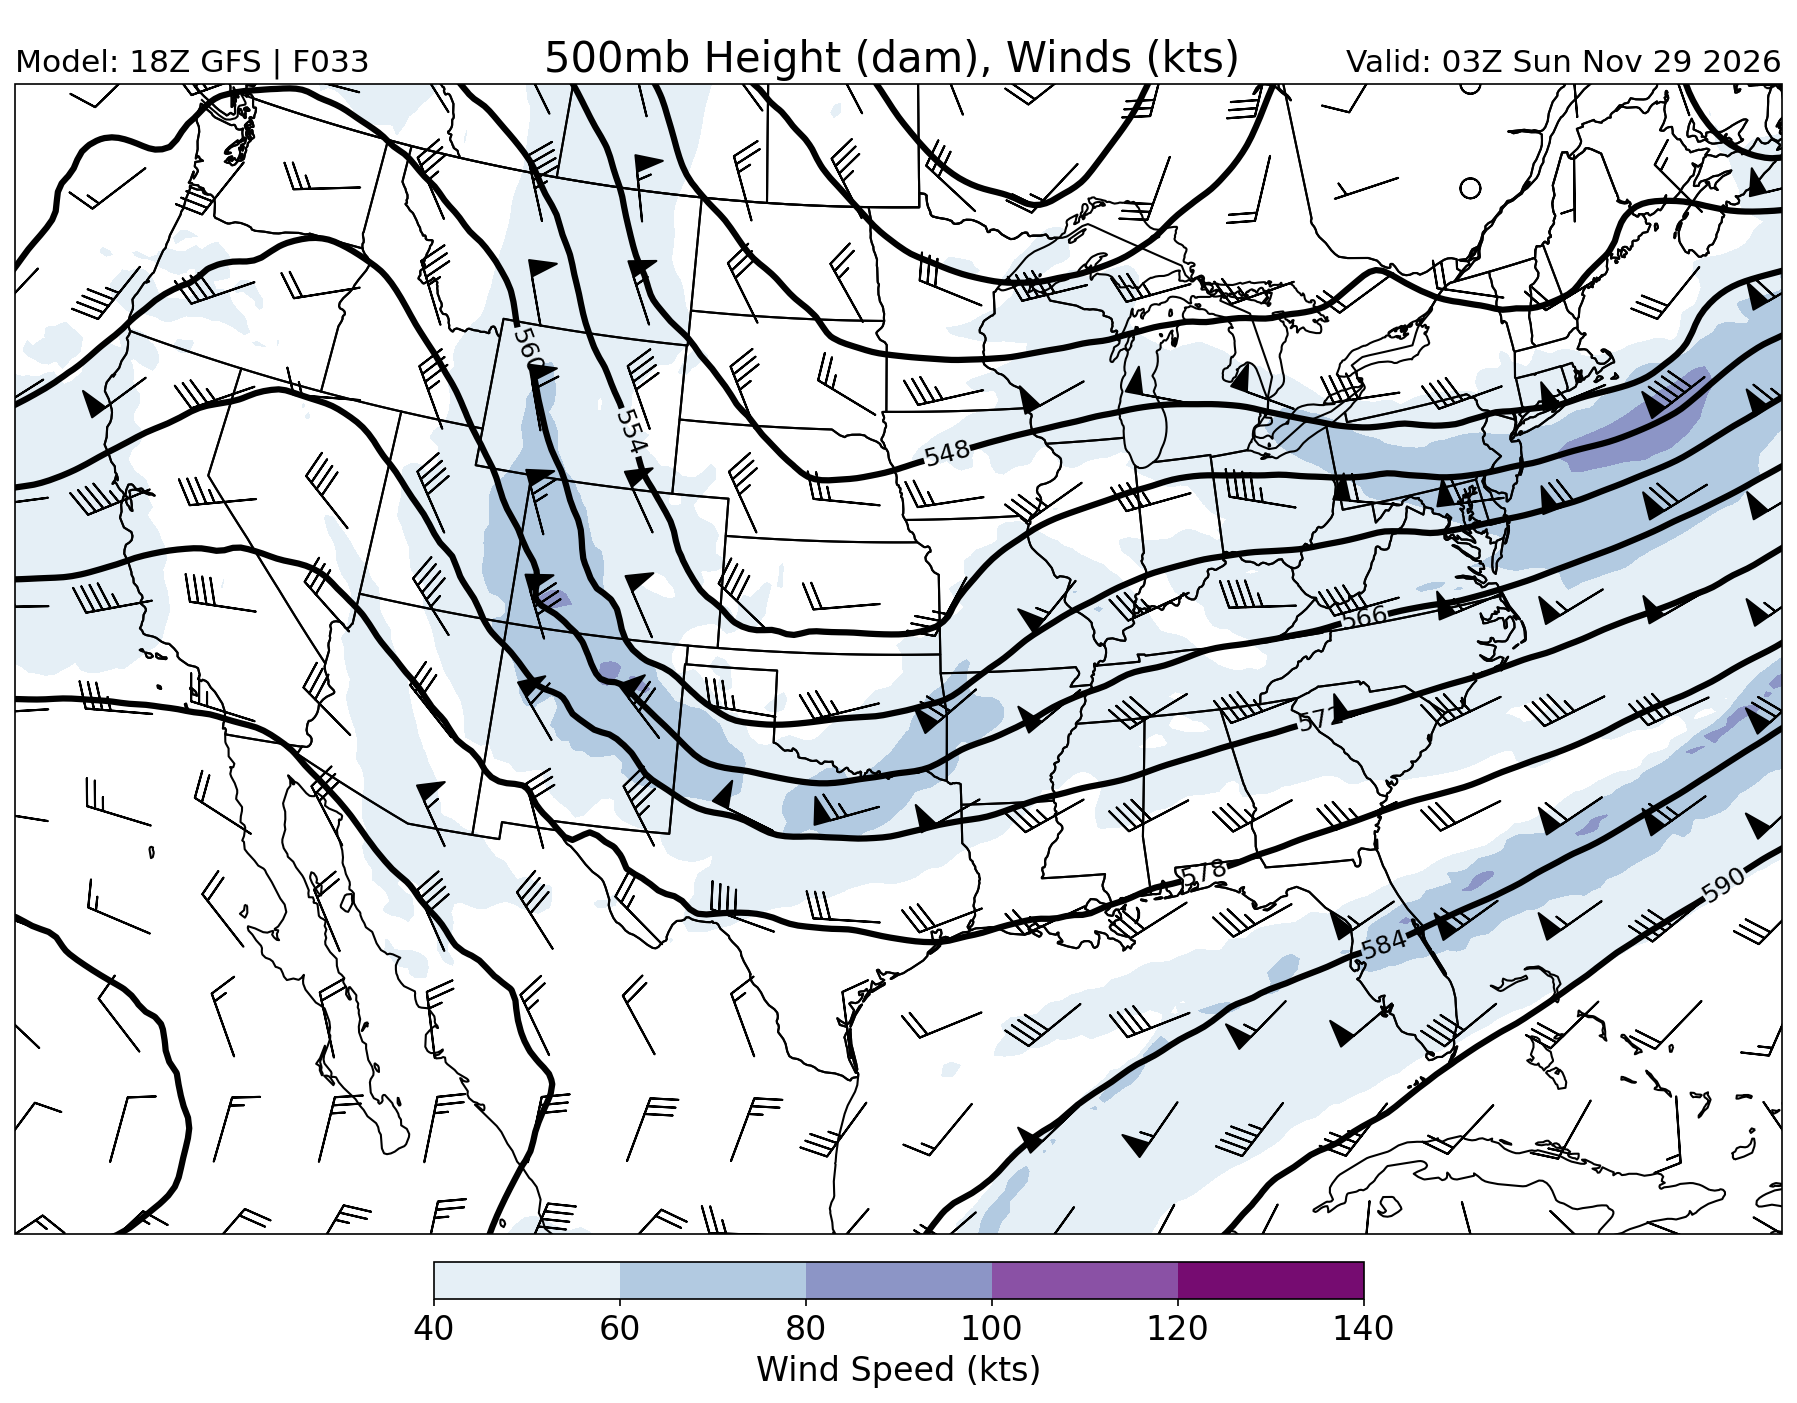 Model: 18Z GFS | F033
500mb Height (dam), Winds (kts)
Valid: 03Z Sun Nov 29 2026
560
554
548
566
572
578
584
590
40 60 80 100 120 140
Wind Speed (kts)